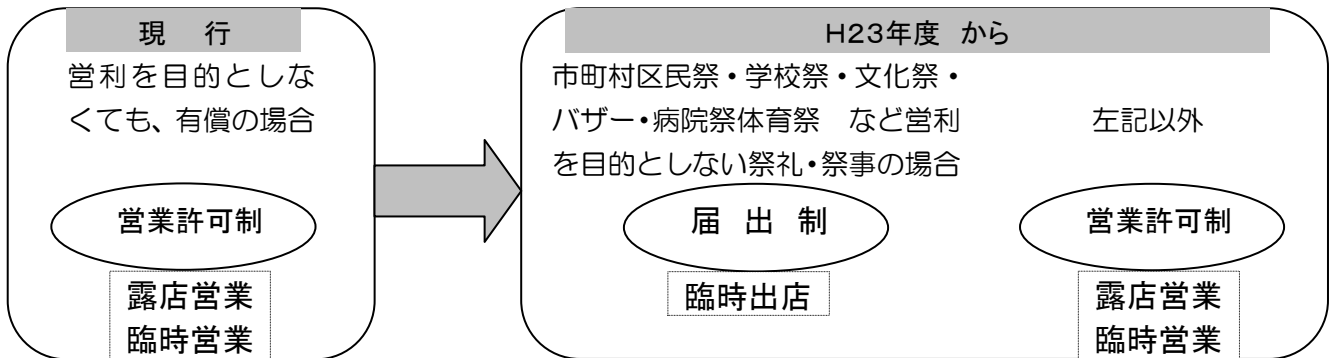 現　行
営利を目的としな
くても、有償の場合
営業許可制
露店営業
臨時営業
H23年度　から
市町村区民祭・学校祭・文化祭・
バザー・病院祭体育祭　など営利
を目的としない祭礼・祭事の場合
届　出　制
臨時出店
左記以外
営業許可制
露店営業
臨時営業